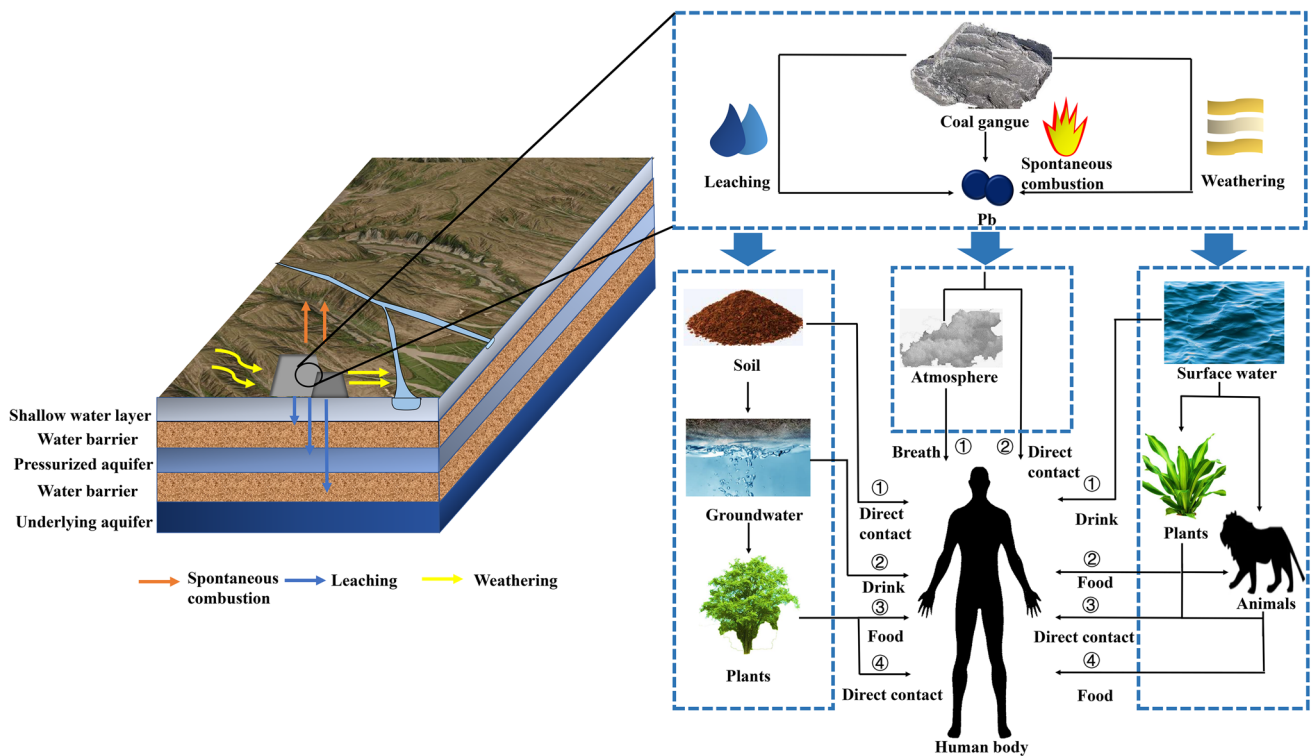 Coal gangue
Leaching
Spontaneous
combustion
Weathering
Pb
Shallow water layer
Water barrier
Pressurized aquifer
Water barrier
Underlying aquifer
Spontaneous
combustion
Leaching
Weathering
Soil
Groundwater
Plants
①
Direct
contact
②
Drink
③
Food
④
Direct contact
Atmosphere
Breath ①
② Direct
contact
Human body
Surface water
Plants
Animals
①
Drink
②
Food
③
Direct contact
④
Food